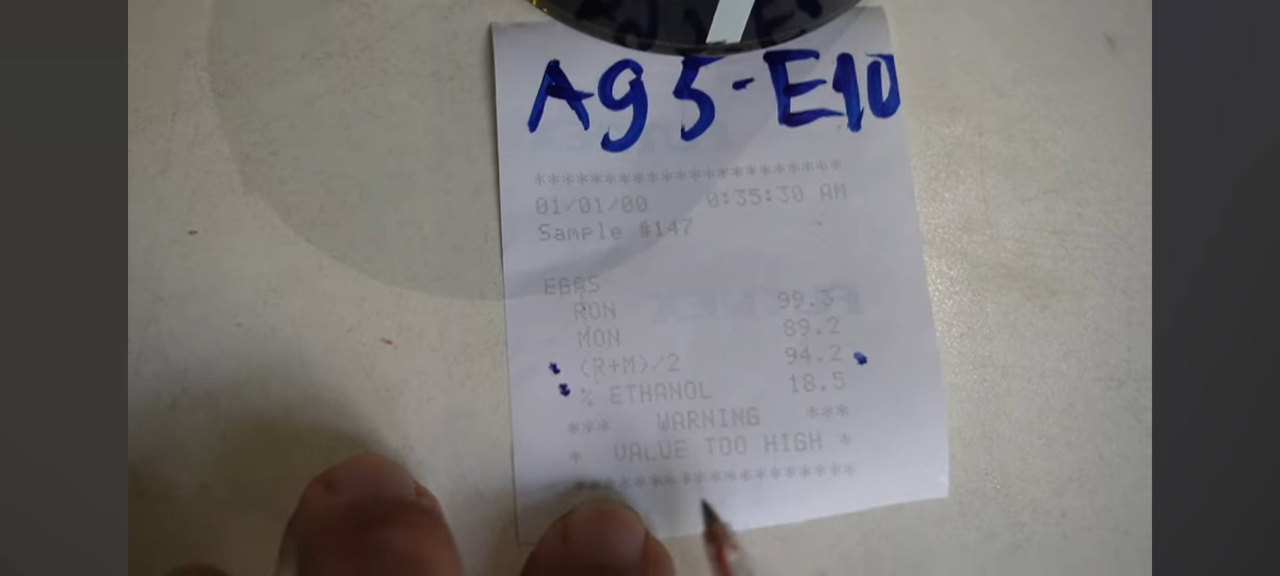 A95-E10
**********************
01/01/00 0:35:30 AM
Sample #147
EGAS
RON 99.3
MON 89.2
(R+M)/2 94.2
% ETHANOL 18.5
*** WARNING ***
* VALUE TOO HIGH *
********************